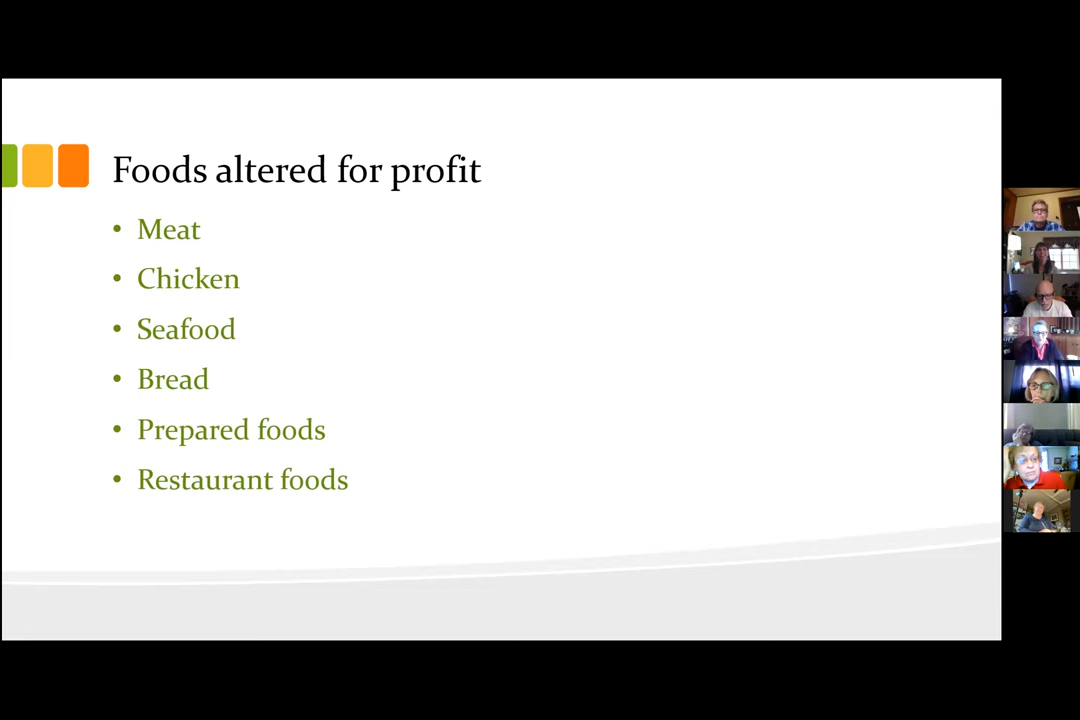 Foods altered for profit
• Meat
• Chicken
• Seafood
• Bread
• Prepared foods
• Restaurant foods